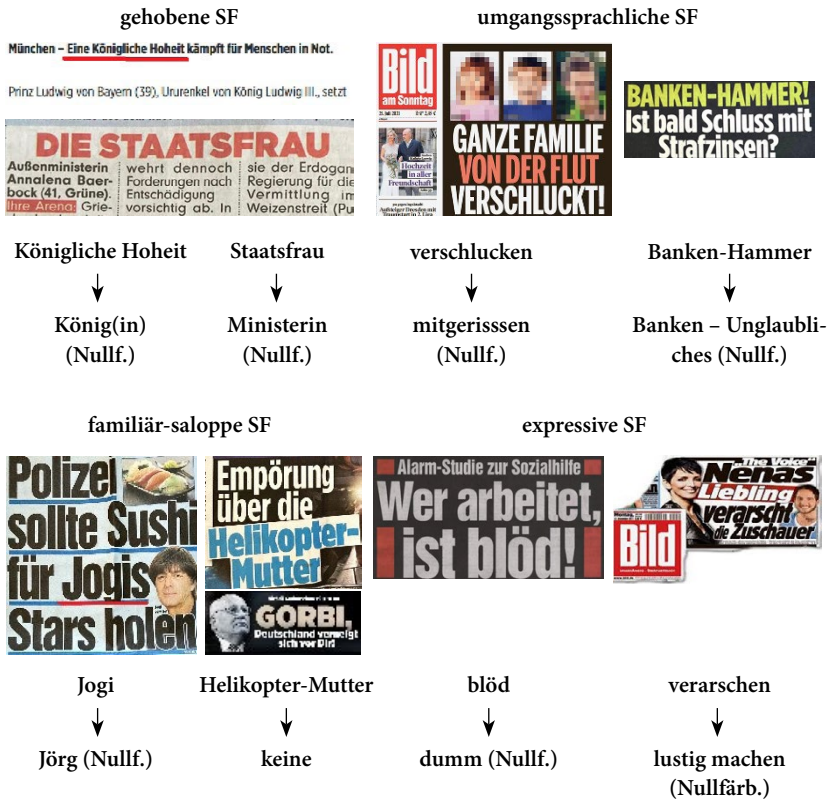 gehobene SF
umgangssprachliche SF
München – Eine Königliche Hoheit kämpft für Menschen in Not.
Prinz Ludwig von Bayern (39), Ururenkel von König Ludwig III., setzt
DIE STAATSFRAU
Außenministerin
Annalena Baer-
bock (41, Grüne).
Ihre Arena: Grie-
wehrt dennoch
Forderungen nach
Entschädigung
vorsichtig ab. In
sie der Erdogan
Regierung für die
Vermittlung im
Weizenstreit (Pu
Bild
am Sonntag
Hochzeit
in aller
Freundschaft
GANZE FAMILIE
VON DER FLUT
VERSCHLUCKT!
BANKEN-HAMMER!
Ist bald Schluss mit
Strafzinsen?
Königliche Hoheit
Staatsfrau
verschlucken
Banken-Hammer
König(in)
(Nullf.)
Ministerin
(Nullf.)
mitgerisssen
(Nullf.)
Banken – Unglaubli-
ches (Nullf.)
familiär-saloppe SF
expressive SF
Polizei
sollte Sushi
für Jogis
Stars holen
Empörung
über die
Helikopter-
Mutter
GORBI,
Deutschland verneigt
sich vor Dir!
Alarm-Studie zur Sozialhilfe
Wer arbeitet,
ist blöd!
"The Voice"
Nenas
Liebling
verarscht
die Zuschauer
Bild
Jogi
Helikopter-Mutter
blöd
verarschen
Jörg (Nullf.)
keine
dumm (Nullf.)
lustig machen
(Nullfärb.)